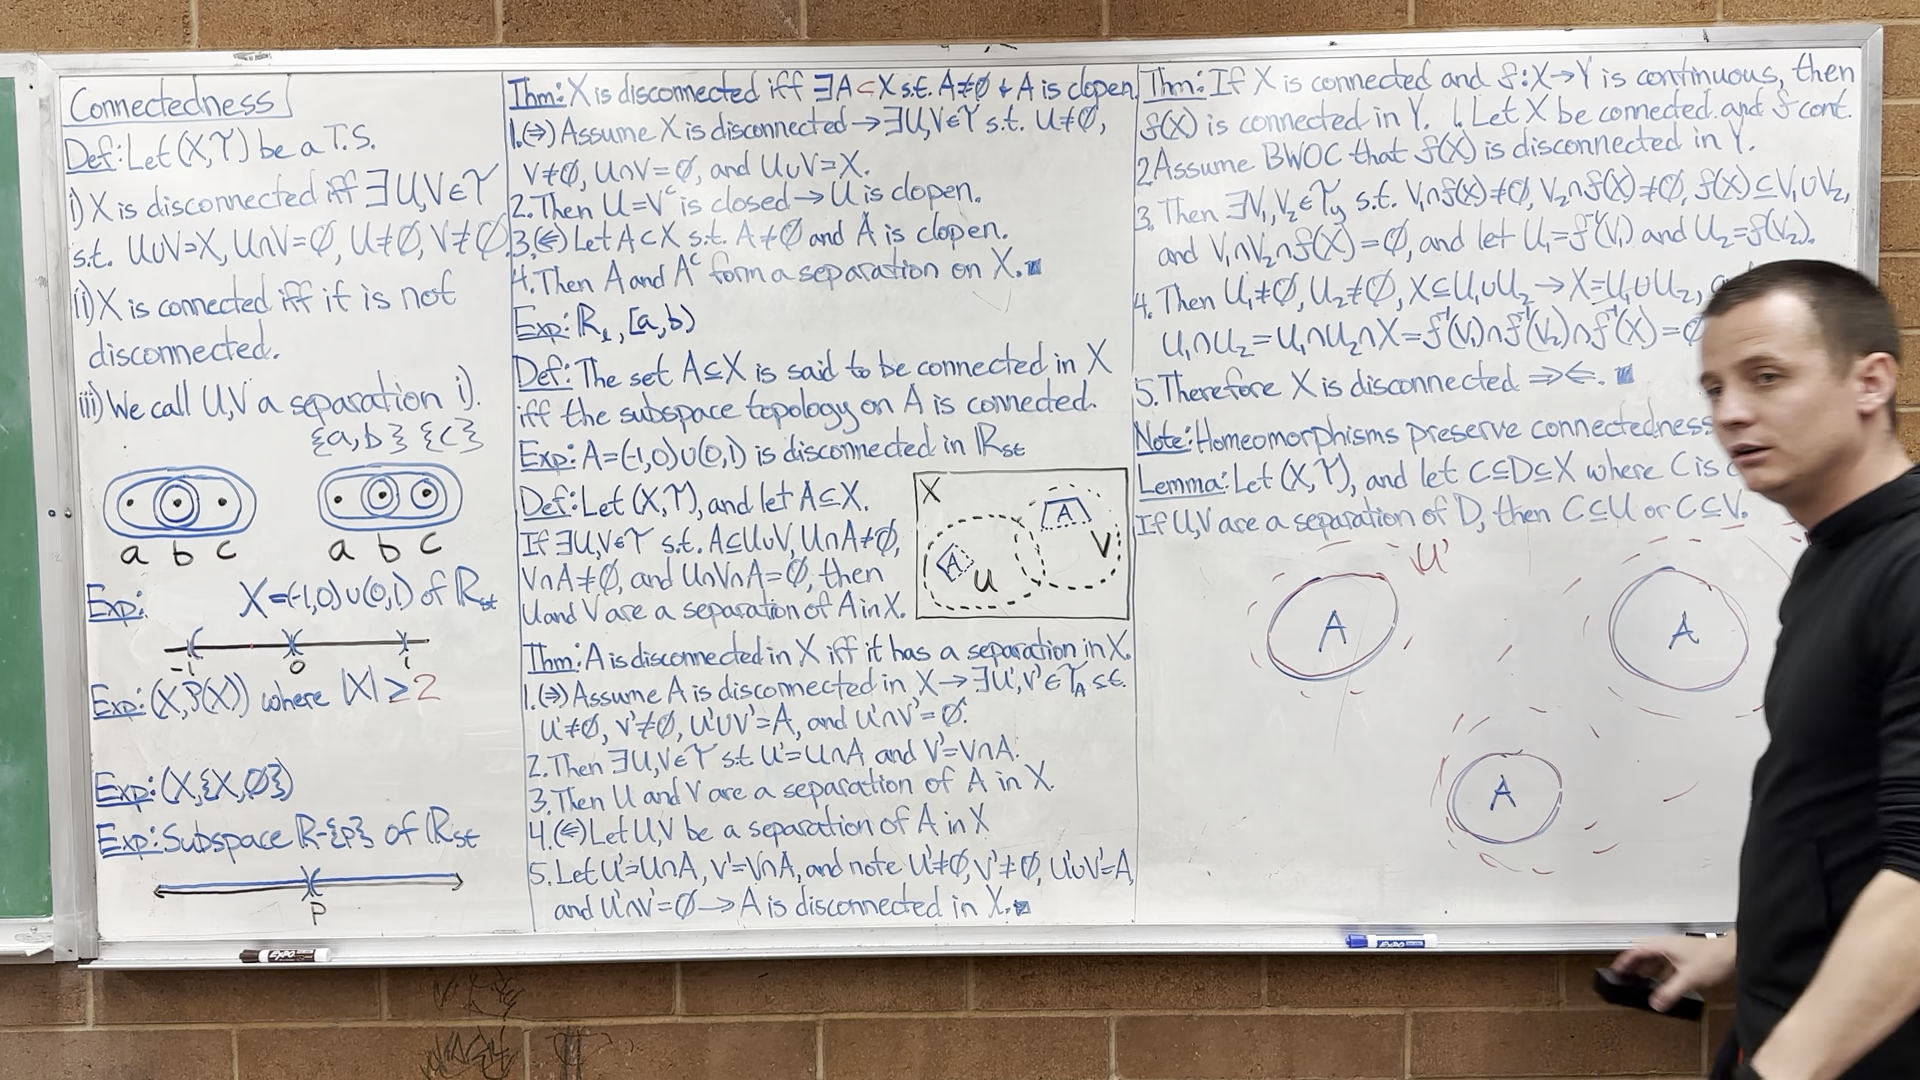 Connectedness
Def: Let (X,𝒯) be a T.S.
i) X is disconnected iff ∃U,V∈𝒯
s.t. U∪V=X, U∩V=∅, U≠∅, V≠∅.
ii) X is connected iff it is not
disconnected.
iii) We call U,V a separation i).
{a,b} {c}
a b c
a b c
Exp: X=(-1,0)∪(0,1) of ℝst
-1 0 1
Exp: (X,P(X)) where |X| ≥ 2
Exp: (X,{X,∅})
Exp: Subspace ℝ-{p} of ℝst
P
Thm: X is disconnected iff ∃A⊂X s.t. A≠∅ + A is clopen.
1.(⇒) Assume X is disconnected → ∃U,V∈𝒯 s.t. U≠∅,
V≠∅, U∩V=∅, and U∪V=X.
2. Then U=Vᶜ is closed → U is clopen.
3.(⇐) Let A⊂X s.t. A≠∅ and A is clopen.
4. Then A and Aᶜ form a separation on X.
Exp: ℝℓ, [a,b)
Def: The set A⊆X is said to be connected in X
iff the subspace topology on A is connected.
Exp: A=(-1,0)∪(0,1) is disconnected in ℝst
Def: Let (X,𝒯), and let A⊆X.
If ∃U,V∈𝒯 s.t. A⊆U∪V, U∩A≠∅,
V∩A≠∅, and U∩V∩A=∅, then
U and V are a separation of A in X.
X
A
V
A
U
Thm: A is disconnected in X iff it has a separation in X.
1.(⇒) Assume A is disconnected in X → ∃U',V'∈𝒯A s.t.
U'≠∅, V'≠∅, U'∪V'=A, and U'∩V'=∅.
2. Then ∃U,V∈𝒯 s.t. U'=U∩A and V'=V∩A.
3. Then U and V are a separation of A in X.
4.(⇐) Let U,V be a separation of A in X
5. Let U'=U∩A, V'=V∩A, and note U'≠∅, V'≠∅, U'∪V'=A,
and U'∩V'=∅ → A is disconnected in X.
Thm: If X is connected and f:X→Y is continuous, then
f(X) is connected in Y. 1. Let X be connected and f cont.
2 Assume BWOC that f(X) is disconnected in Y.
3. Then ∃V₁,V₂∈𝒯y s.t. V₁∩f(X)≠∅, V₂∩f(X)≠∅, f(X)⊆V₁∪V₂,
and V₁∩V₂∩f(X)=∅, and let U₁=f⁻¹(V₁) and U₂=f⁻¹(V₂).
4. Then U₁≠∅, U₂≠∅, X⊆U₁∪U₂ → X=U₁∪U₂,
U₁∩U₂=U₁∩U₂∩X=f⁻¹(V₁)∩f⁻¹(V₂)∩f⁻¹(X)=∅
5. Therefore X is disconnected ⇒⇐.
Note: Homeomorphisms preserve connectedness
Lemma: Let (X,𝒯), and let C⊆D⊆X where C is
If U,V are a separation of D, then C⊆U or C⊆V.
U'
A
A
A
EXPO
EXPO